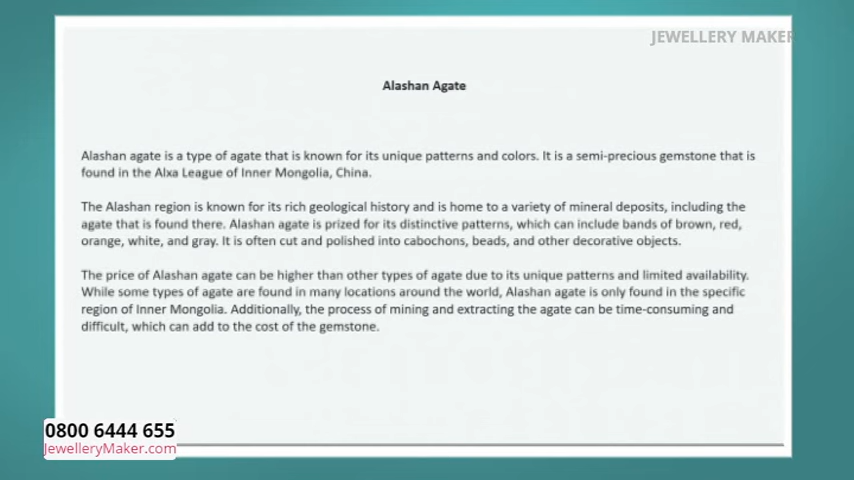 JEWELLERY MAKER
Alashan Agate
Alashan agate is a type of agate that is known for its unique patterns and colors. It is a semi-precious gemstone that is
found in the Alxa League of Inner Mongolia, China.
The Alashan region is known for its rich geological history and is home to a variety of mineral deposits, including the
agate that is found there. Alashan agate is prized for its distinctive patterns, which can include bands of brown, red,
orange, white, and gray. It is often cut and polished into cabochons, beads, and other decorative objects.
The price of Alashan agate can be higher than other types of agate due to its unique patterns and limited availability.
While some types of agate are found in many locations around the world, Alashan agate is only found in the specific
region of Inner Mongolia. Additionally, the process of mining and extracting the agate can be time-consuming and
difficult, which can add to the cost of the gemstone.
0800 6444 655
JewelleryMaker.com